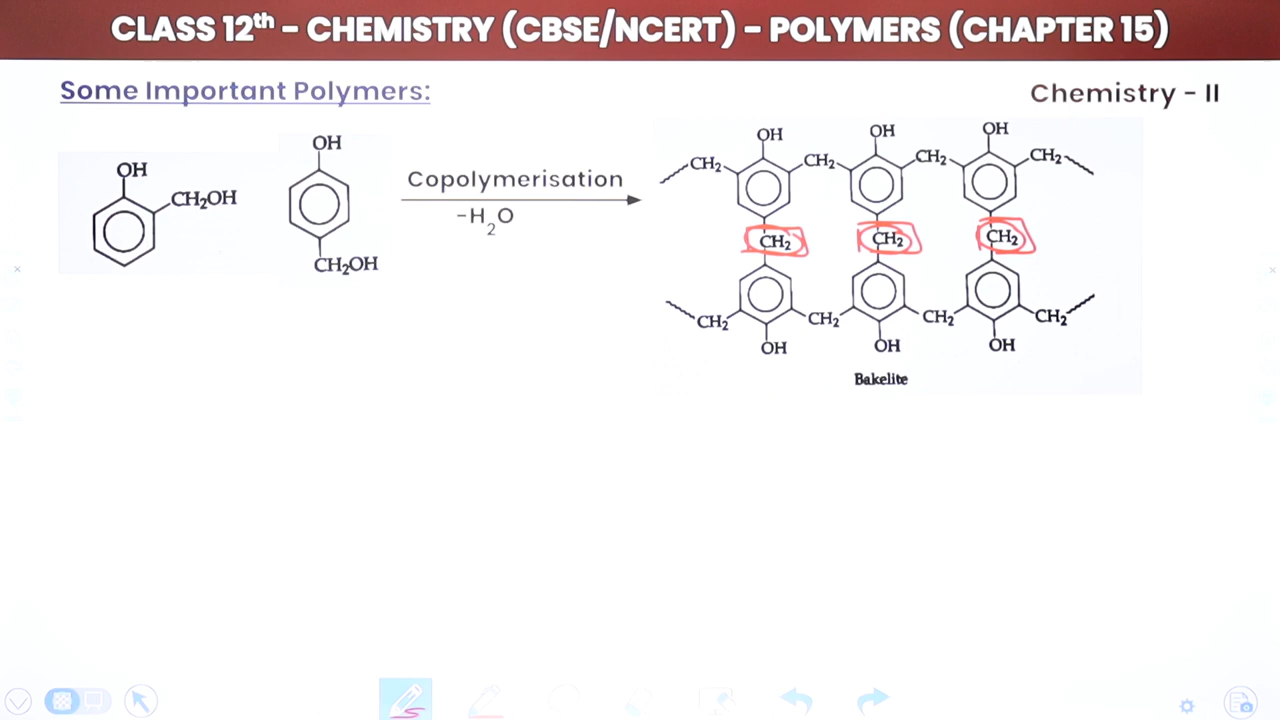 CLASS 12th - CHEMISTRY (CBSE/NCERT) - POLYMERS (CHAPTER 15)
Some Important Polymers:
Chemistry - II
OH
CH₂OH
OH
CH₂OH
Copolymerisation
-H₂O
OH OH OH
CH₂ CH₂ CH₂ CH₂
CH₂ CH₂ CH₂
CH₂ CH₂ CH₂ CH₂
OH OH OH
Bakelite